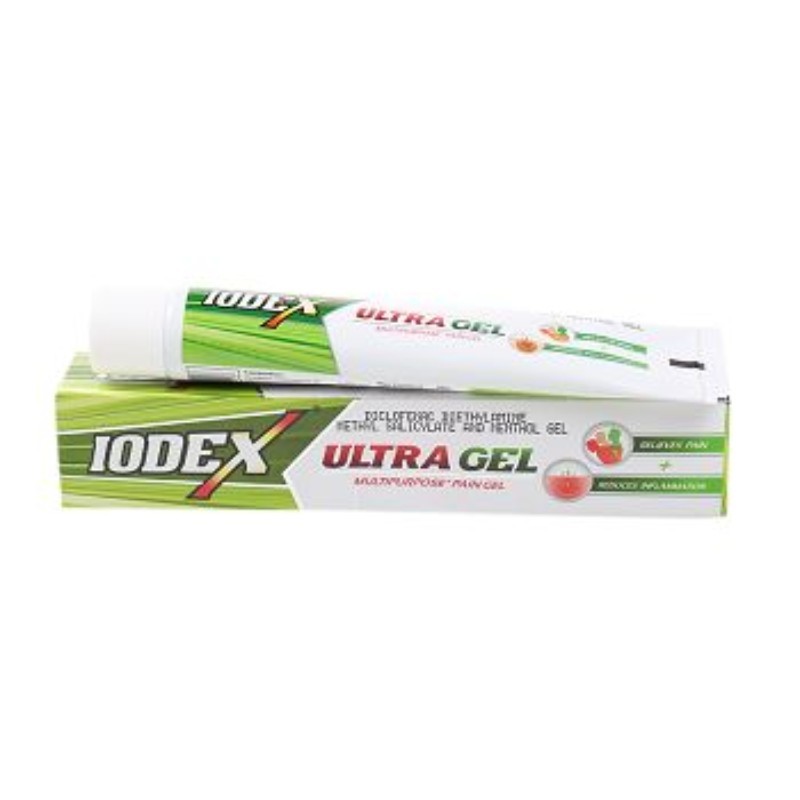 IODEX
ULTRA GEL
DICLOFENAC DIETHYLAMINE
METHYL SALICYLATE AND MENTHOL GEL
IODEX
ULTRA GEL
MULTIPURPOSE* PAIN GEL
RELIEVES PAIN
+
REDUCES INFLAMMATION